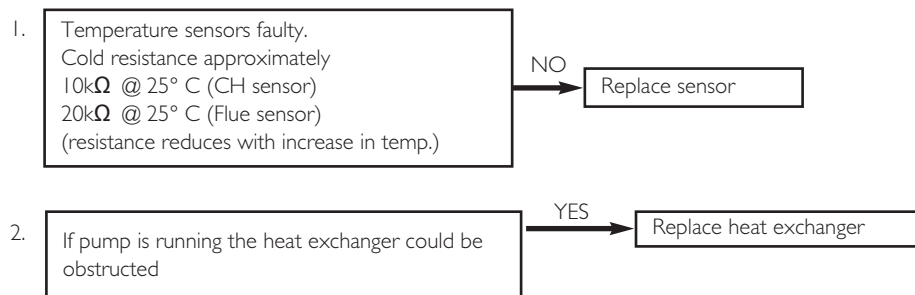 1.
Temperature sensors faulty.
Cold resistance approximately
10kΩ @ 25° C (CH sensor)
20kΩ @ 25° C (Flue sensor)
(resistance reduces with increase in temp.)
NO
Replace sensor
2.
If pump is running the heat exchanger could be
obstructed
YES
Replace heat exchanger